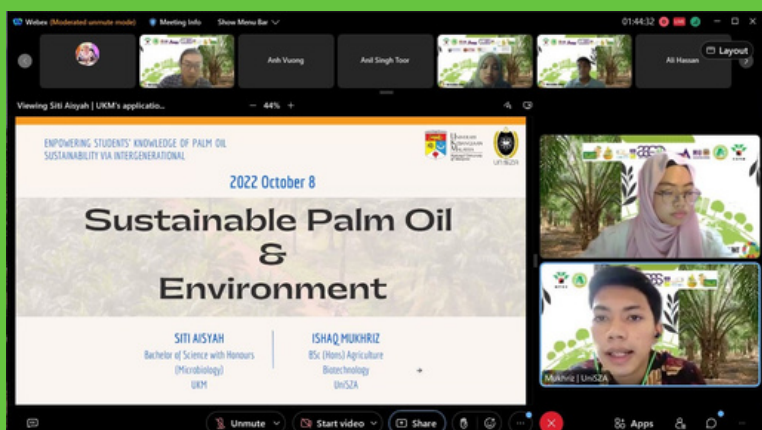 Webex (Moderated unmute mode) Meeting Info Show Menu Bar
01:44:32 LIVE
Anh Vuong
Anil Singh Toor
Ali Hassan
Layout
Viewing Siti Aisyah | UKM's applicatio...
44%
ENPOWERING STUDENTS' KNOWLEDGE OF PALM OIL
SUSTAINABILITY VIA INTERGENERATIONAL
UniSZA
2022 October 8
Sustainable Palm Oil
&
Environment
SITI AISYAH
Bachelor of Science with Honours
(Microbiology)
UKM
ISHAQ MUKHRIZ
BSc (Hons) Agriculture
Biotechnology
UniSZA
Mukhriz | UniSZA
Unmute
Start video
Share
Apps